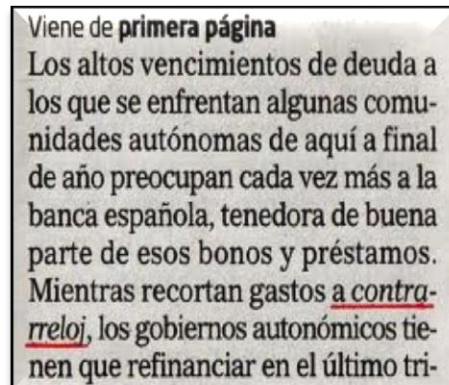 Viene de primera página
Los altos vencimientos de deuda a
los que se enfrentan algunas comu-
nidades autónomas de aquí a final
de año preocupan cada vez más a la
banca española, tenedora de buena
parte de esos bonos y préstamos.
Mientras recortan gastos a contra-
rreloj, los gobiernos autonómicos tie-
nen que refinanciar en el último tri-